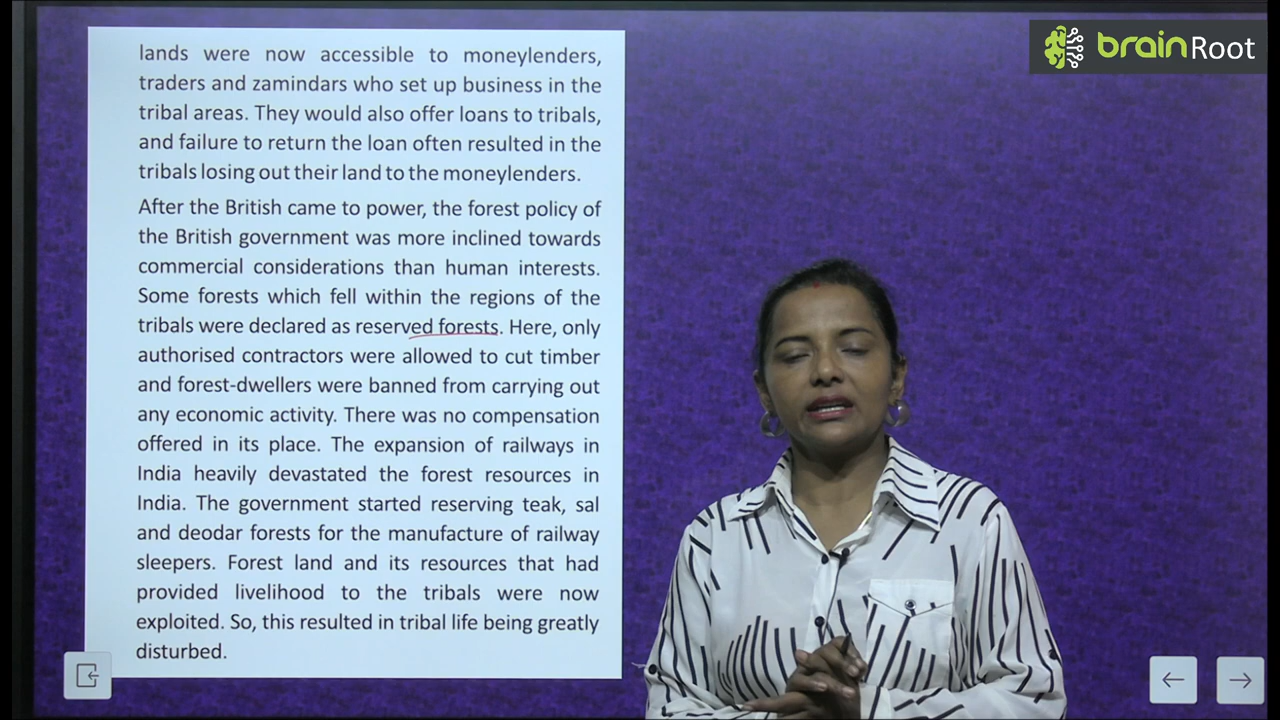 brainRoot
lands were now accessible to moneylenders,
traders and zamindars who set up business in the
tribal areas. They would also offer loans to tribals,
and failure to return the loan often resulted in the
tribals losing out their land to the moneylenders.
After the British came to power, the forest policy of
the British government was more inclined towards
commercial considerations than human interests.
Some forests which fell within the regions of the
tribals were declared as reserved forests. Here, only
authorised contractors were allowed to cut timber
and forest-dwellers were banned from carrying out
any economic activity. There was no compensation
offered in its place. The expansion of railways in
India heavily devastated the forest resources in
India. The government started reserving teak, sal
and deodar forests for the manufacture of railway
sleepers. Forest land and its resources that had
provided livelihood to the tribals were now
exploited. So, this resulted in tribal life being greatly
disturbed.